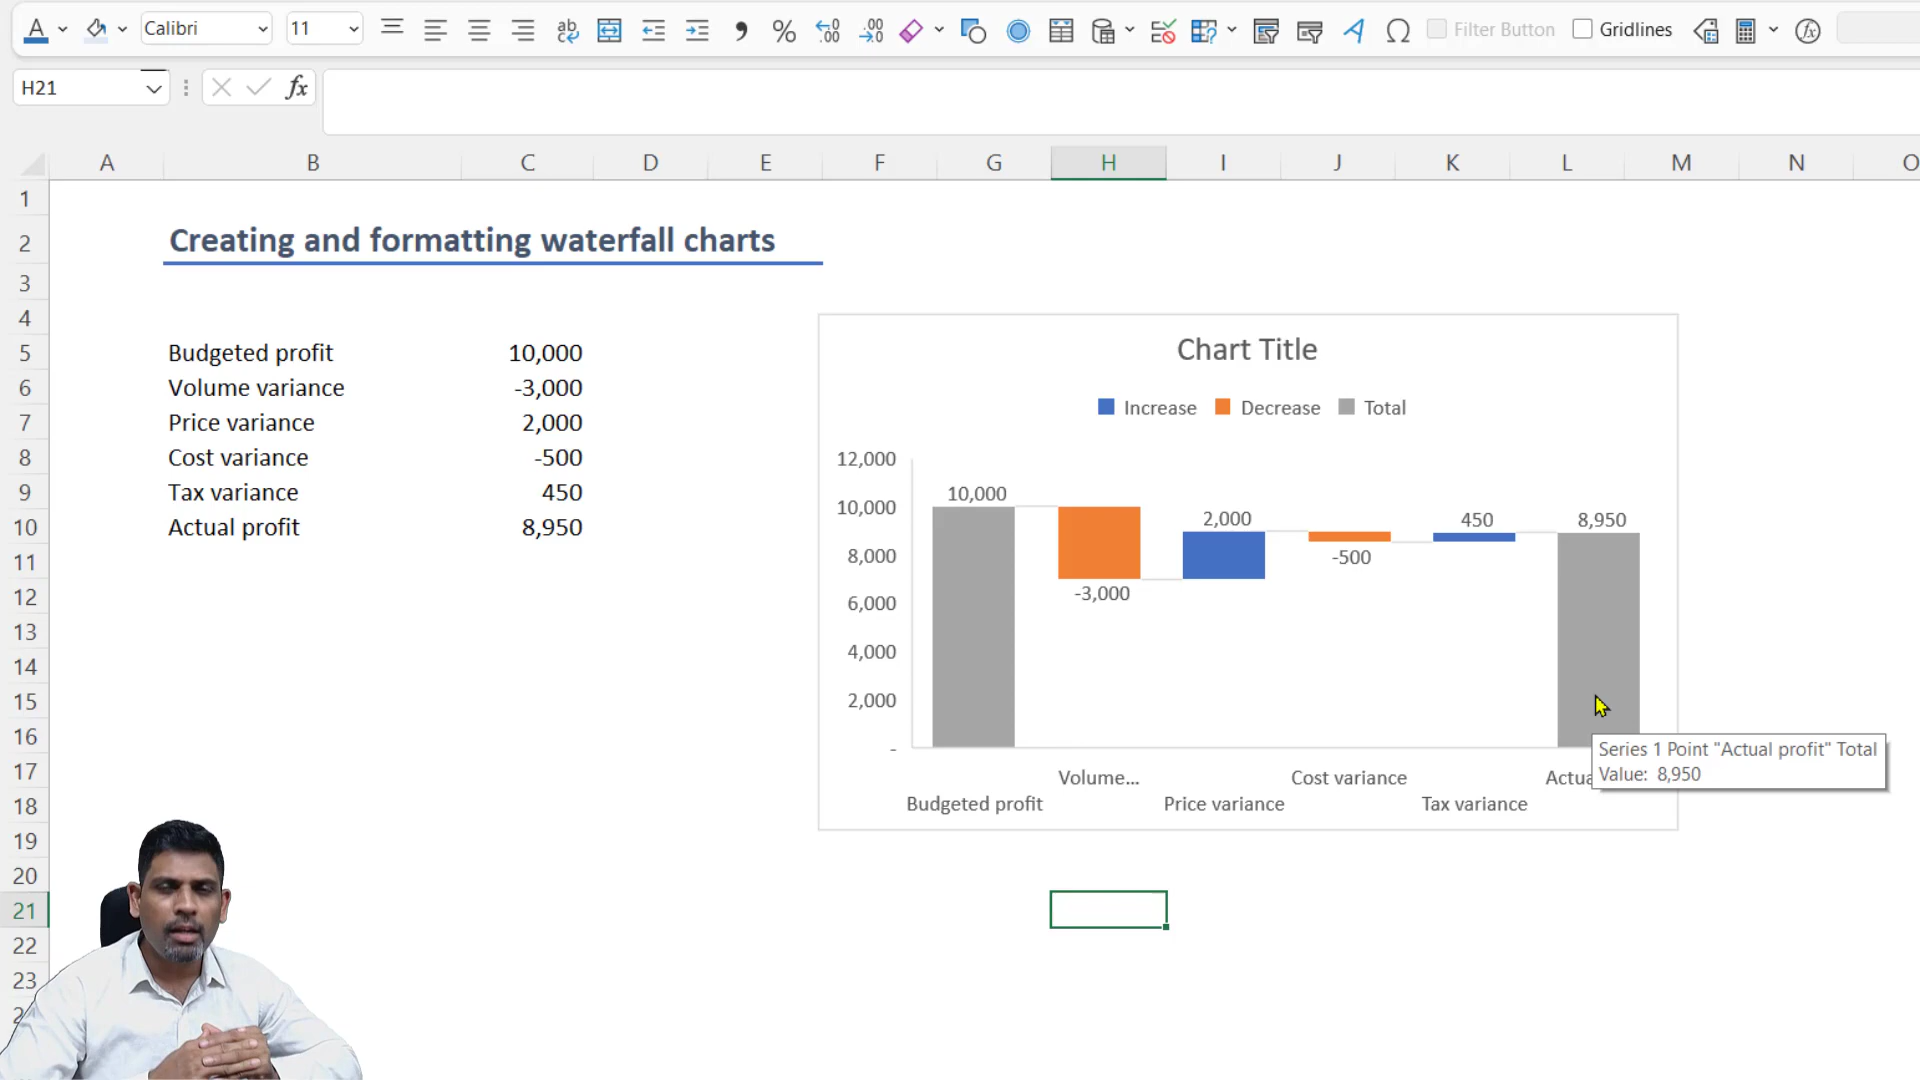 A Calibri 11 ab , % Filter Button Gridlines
H21 fx
A B C D E F G H I J K L M N O
1
2 Creating and formatting waterfall charts
3
4
5 Budgeted profit 10,000
6 Volume variance -3,000
7 Price variance 2,000
8 Cost variance -500
9 Tax variance 450
10 Actual profit 8,950
11
12
13
14
15
16
17
18
19
20
21
22
23
Chart Title
Increase Decrease Total
12,000
10,000
8,000
6,000
4,000
2,000
-
10,000 -3,000 2,000 -500 450 8,950
Volume... Cost variance
Budgeted profit Price variance Tax variance
Series 1 Point "Actual profit" Total
Value: 8,950